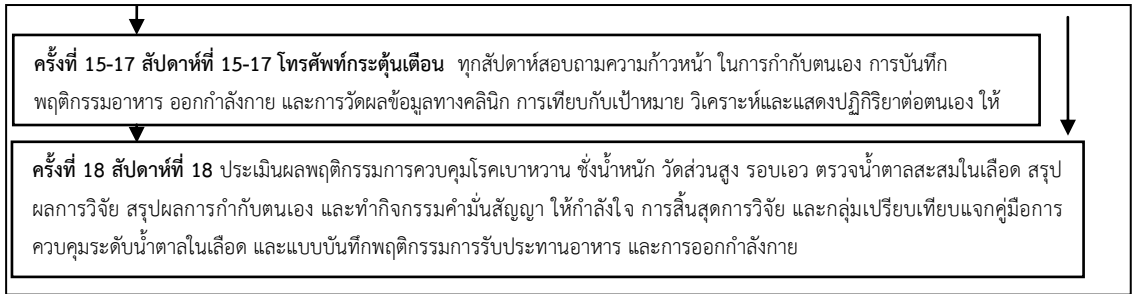 ครั้งที่ 15-17 สัปดาห์ที่ 15-17 โทรศัพท์กระตุ้นเตือน ทุกสัปดาห์สอบถามความก้าวหน้า ในการกำกับตนเอง การบันทึก
พฤติกรรมอาหาร ออกกำลังกาย และการวัดผลข้อมูลทางคลินิก การเทียบกับเป้าหมาย วิเคราะห์และแสดงปฏิกิริยาต่อตนเอง ให้
ครั้งที่ 18 สัปดาห์ที่ 18 ประเมินผลพฤติกรรมการควบคุมโรคเบาหวาน ชั่งน้ำหนัก วัดส่วนสูง รอบเอว ตรวจน้ำตาลสะสมในเลือด สรุป
ผลการวิจัย สรุปผลการกำกับตนเอง และทำกิจกรรมคำมั่นสัญญา ให้กำลังใจ การสิ้นสุดการวิจัย และกลุ่มเปรียบเทียบแจกคู่มือการ
ควบคุมระดับน้ำตาลในเลือด และแบบบันทึกพฤติกรรมการรับประทานอาหาร และการออกกำลังกาย